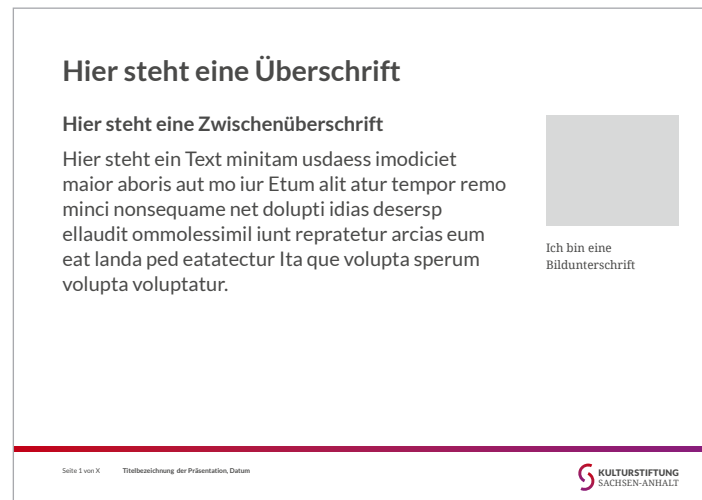 Hier steht eine Überschrift
Hier steht eine Zwischenüberschrift
Hier steht ein Text minitam usdaess imodiciet
maior aboris aut mo iur Etum alit atur tempor remo
minci nonsequame net dolupti idias desersp
ellaudit ommolessimil iunt repratetur arcias eum
eat landa ped eatatectur Ita que volupta sperum
volupta voluptatur.
Ich bin eine
Bildunterschrift
Seite 1 von X Titelbezeichnung der Präsentation, Datum
KULTURSTIFTUNG
SACHSEN-ANHALT